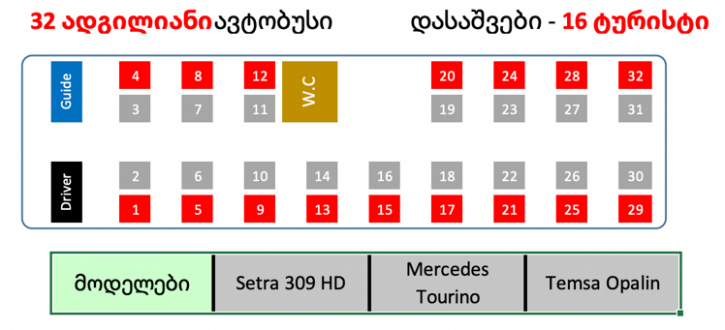 32 ადგილიანი ავტობუსი დასაშვები - 16 ტურისტი
Guide 4 8 12 W.C 20 24 28 32
3 7 11 19 23 27 31
Driver 2 6 10 14 16 18 22 26 30
1 5 9 13 15 17 21 25 29
მოდელები Setra 309 HD Mercedes Tourino Temsa Opalin